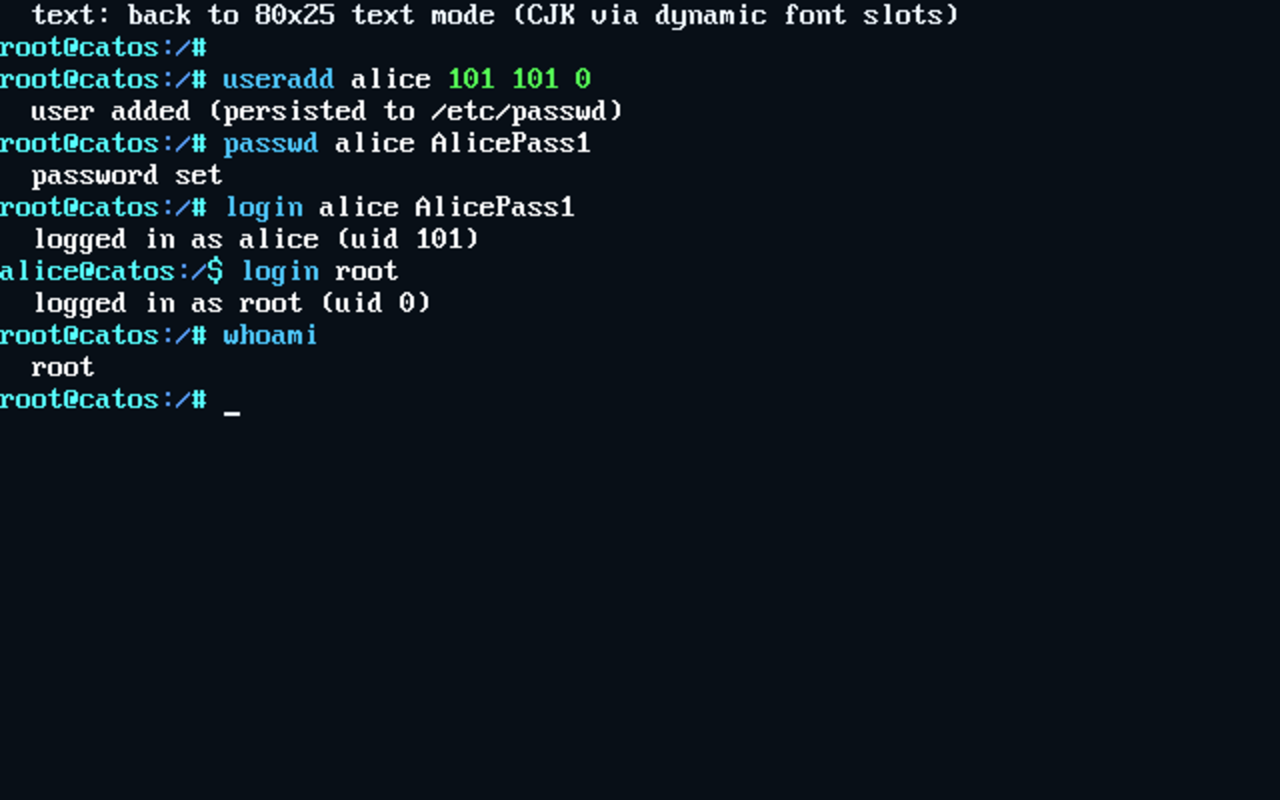 text: back to 80x25 text mode (CJK via dynamic font slots)
root@catos:/#
root@catos:/# useradd alice 101 101 0
user added (persisted to /etc/passwd)
root@catos:/# passwd alice AlicePass1
password set
root@catos:/# login alice AlicePass1
logged in as alice (uid 101)
alice@catos:/$ login root
logged in as root (uid 0)
root@catos:/# whoami
root
root@catos:/# _